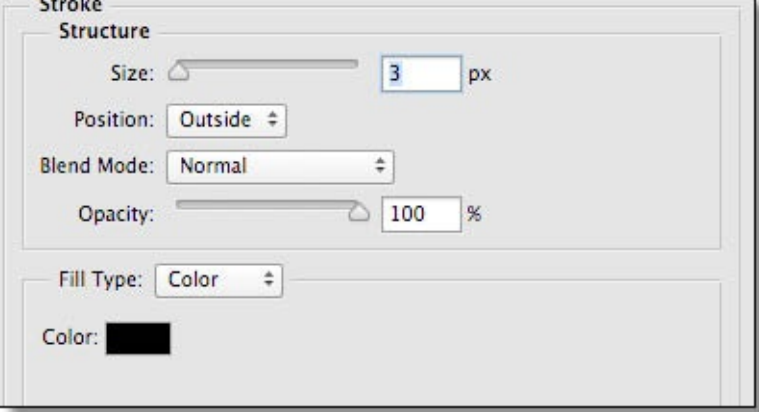 Stroke
Structure
Size: 3 px
Position: Outside
Blend Mode: Normal
Opacity: 100 %
Fill Type: Color
Color: